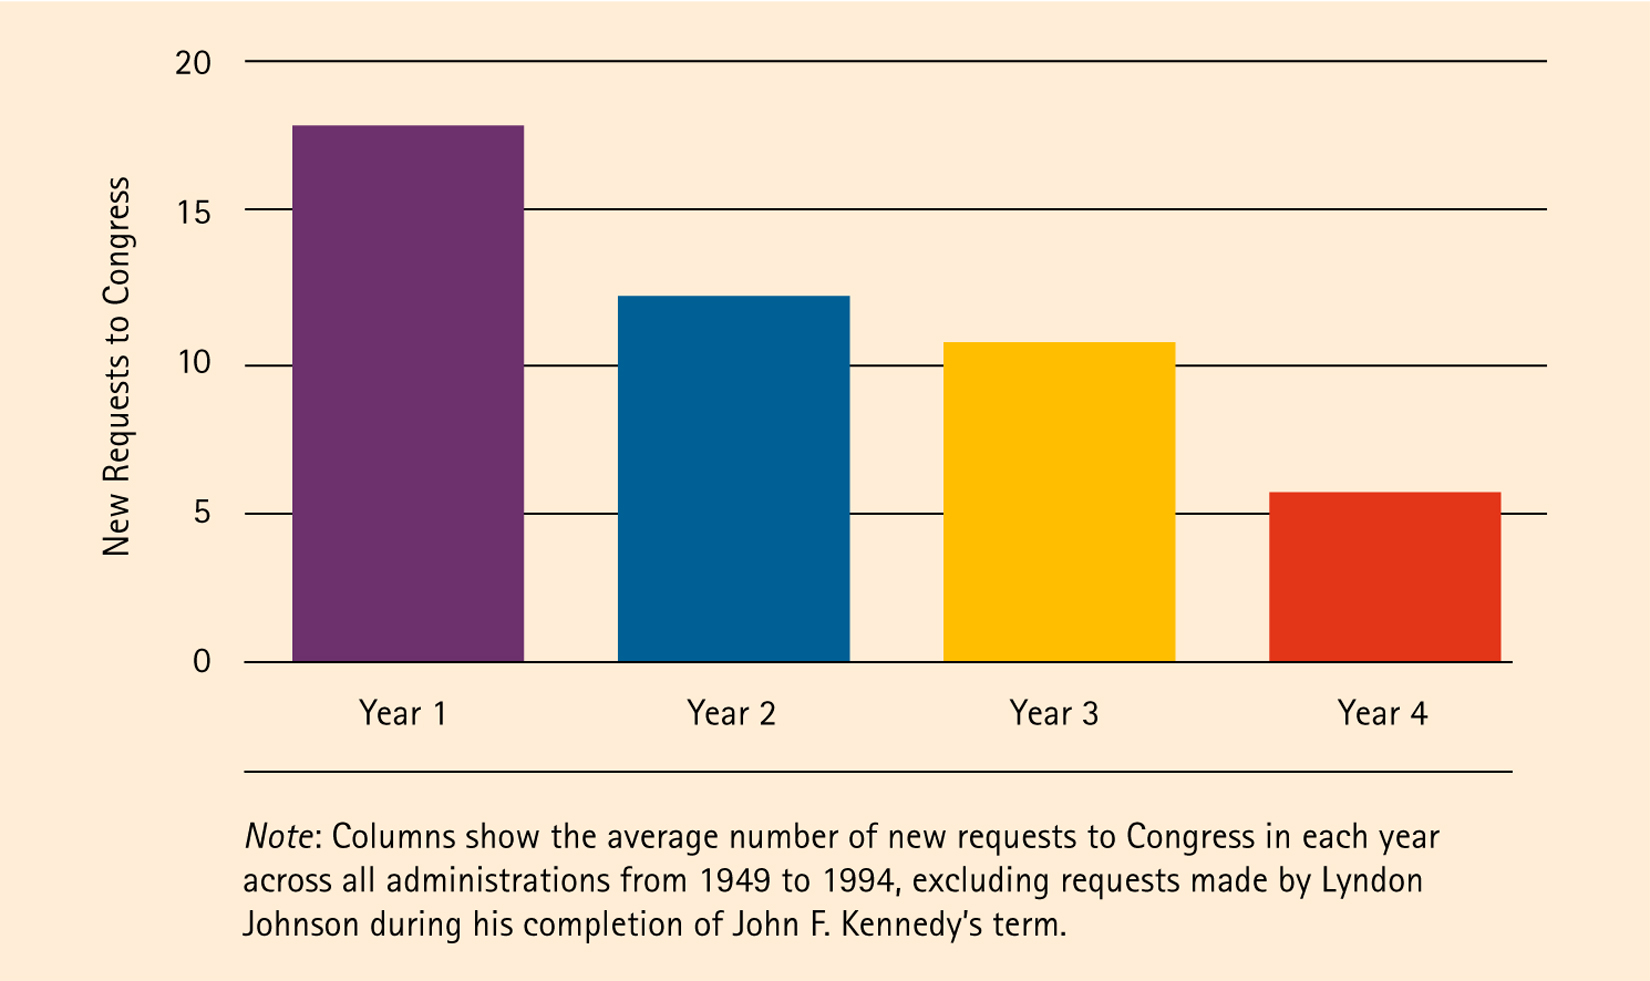 20
15
10
5
0
New Requests to Congress
Year 1
Year 2
Year 3
Year 4
Note: Columns show the average number of new requests to Congress in each year
across all administrations from 1949 to 1994, excluding requests made by Lyndon
Johnson during his completion of John F. Kennedy’s term.